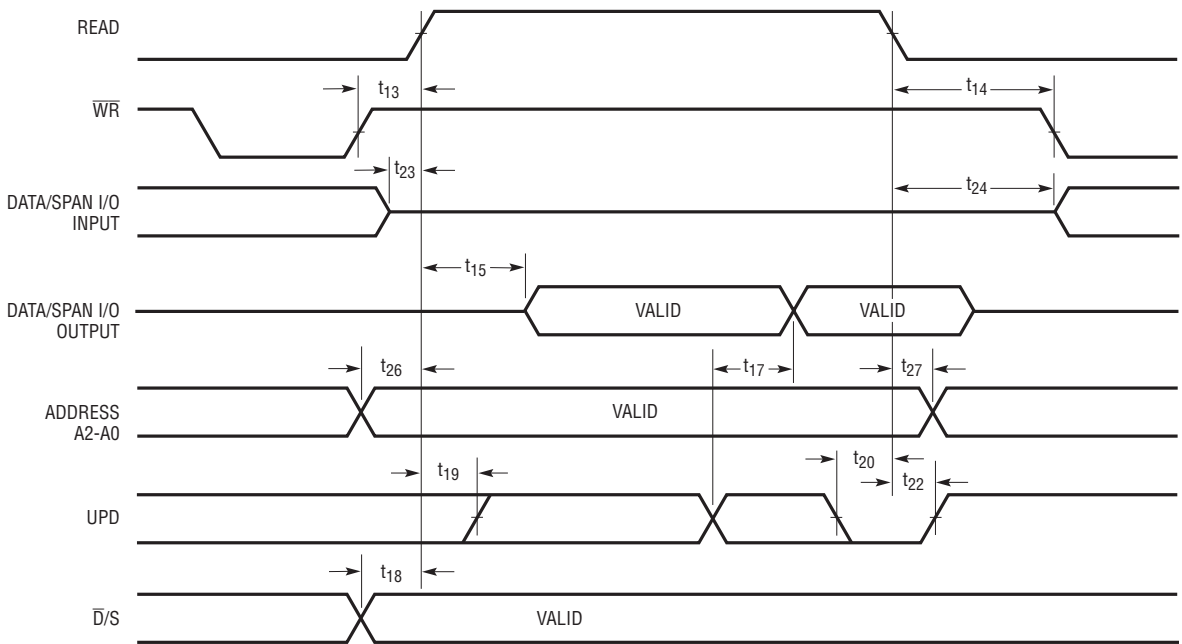 READ
t13
t14
W̅R̅
t23
t24
DATA/SPAN I/O
INPUT
t15
DATA/SPAN I/O
OUTPUT
VALID
VALID
t26
t17
t27
ADDRESS
A2-A0
VALID
t19
t20
t22
UPD
t18
D̅/S
VALID